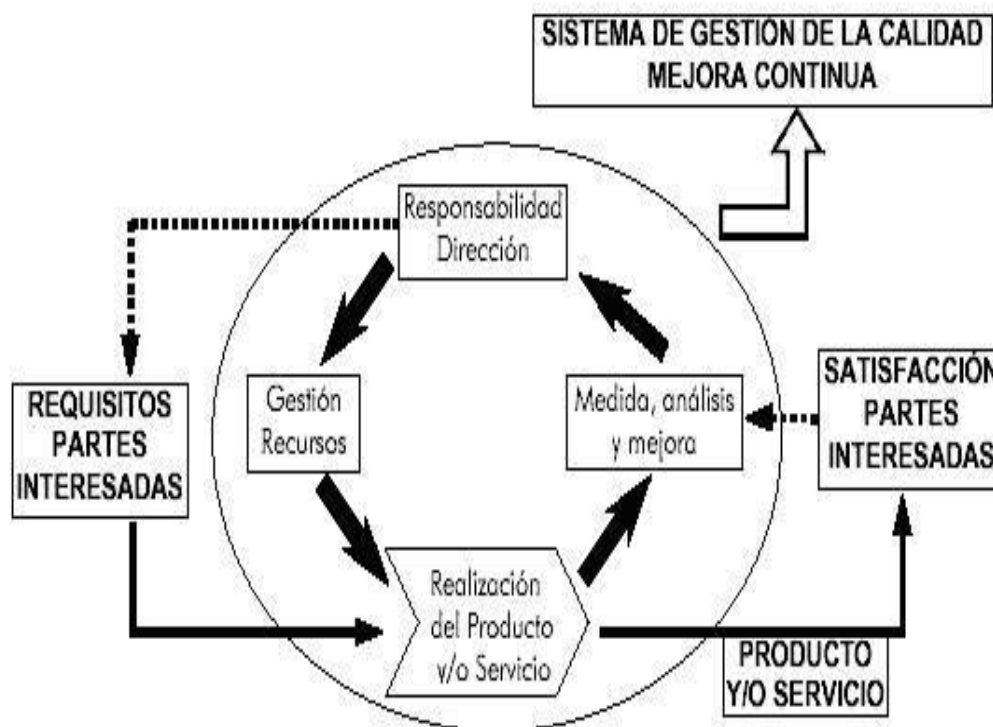 SISTEMA DE GESTIÓN DE LA CALIDAD
MEJORA CONTINUA
Responsabilidad
Dirección
REQUISITOS
PARTES
INTERESADAS
Gestión
Recursos
Medida, análisis
y mejora
SATISFACCIÓN
PARTES
INTERESADAS
Realización
del Producto
y/o Servicio
PRODUCTO
Y/O SERVICIO